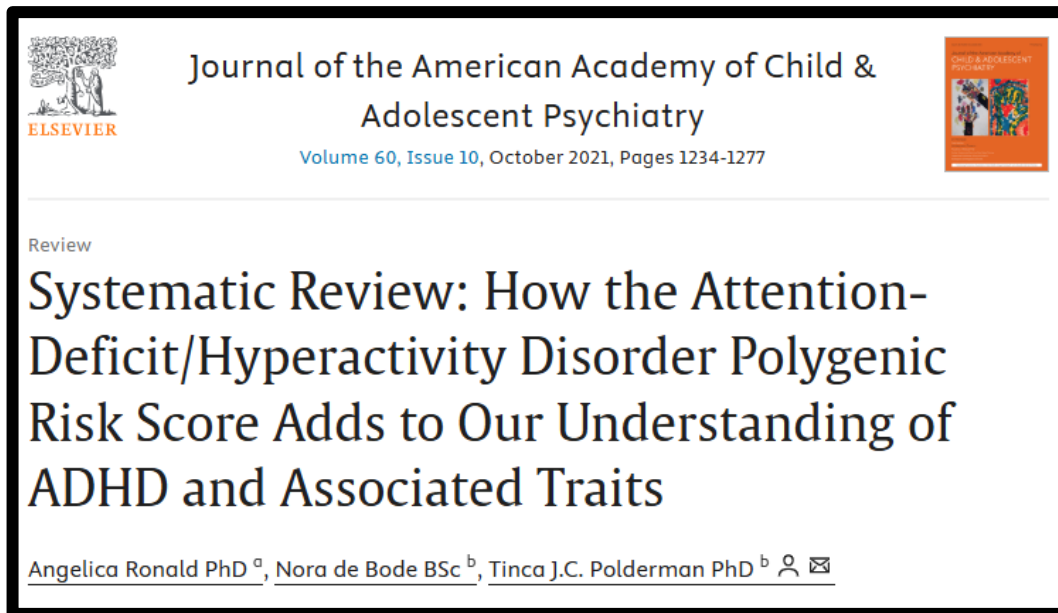 ELSEVIER
Journal of the American Academy of Child &
Adolescent Psychiatry
Volume 60, Issue 10, October 2021, Pages 1234-1277
CHILD & ADOLESCENT
PSYCHIATRY
Review
Systematic Review: How the Attention-
Deficit/Hyperactivity Disorder Polygenic
Risk Score Adds to Our Understanding of
ADHD and Associated Traits
Angelica Ronald PhD a, Nora de Bode BSc b, Tinca J.C. Polderman PhD b